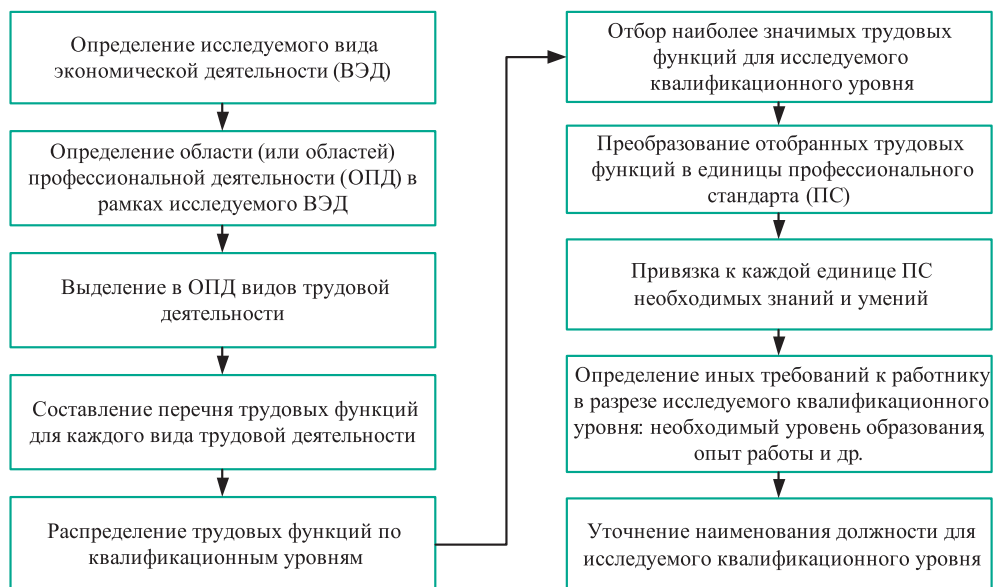 Определение исследуемого вида
экономической деятельности (ВЭД)
Определение области (или областей)
профессиональной деятельности (ОПД) в
рамках исследуемого ВЭД
Выделение в ОПД видов трудовой
деятельности
Составление перечня трудовых функций
для каждого вида трудовой деятельности
Распределение трудовых функций по
квалификационным уровням
Отбор наиболее значимых трудовых
функций для исследуемого
квалификационного уровня
Преобразование отобранных трудовых
функций в единицы профессионального
стандарта (ПС)
Привязка к каждой единице ПС
необходимых знаний и умений
Определение иных требований к работнику
в разрезе исследуемого квалификационного
уровня: необходимый уровень образования,
опыт работы и др.
Уточнение наименования должности для
исследуемого квалификационного уровня